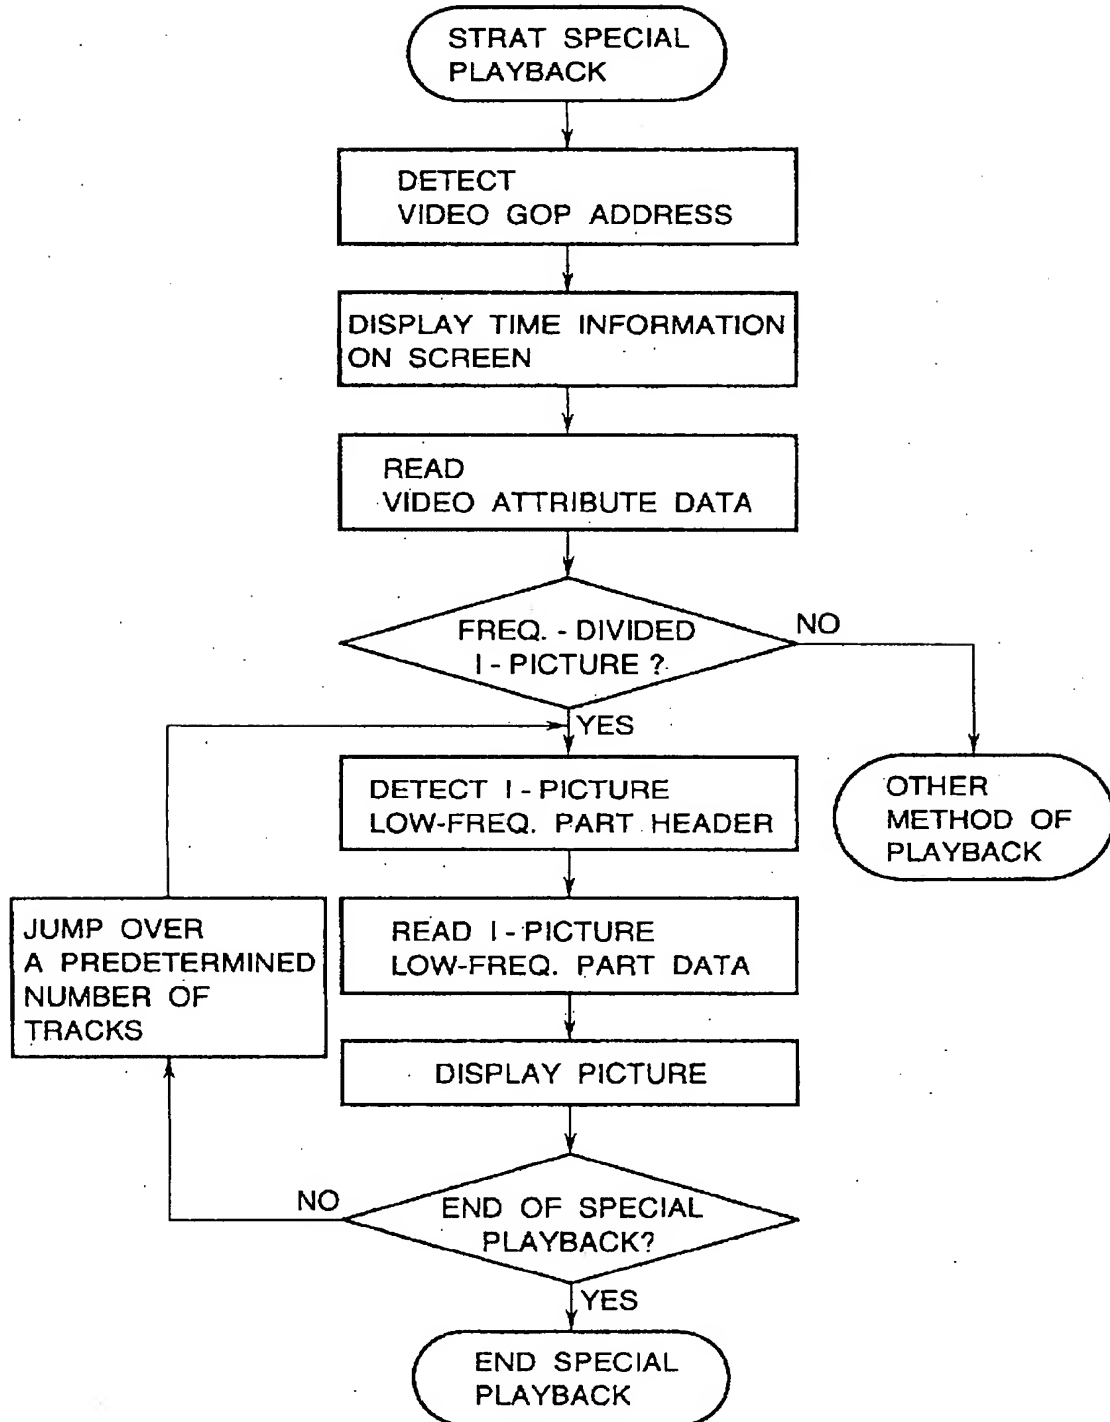 STRAT SPECIAL
PLAYBACK
DETECT
VIDEO GOP ADDRESS
DISPLAY TIME INFORMATION
ON SCREEN
READ
VIDEO ATTRIBUTE DATA
FREQ. - DIVIDED
I - PICTURE ?
NO
YES
DETECT I - PICTURE
LOW-FREQ. PART HEADER
OTHER
METHOD OF
PLAYBACK
READ I - PICTURE
LOW-FREQ. PART DATA
JUMP OVER
A PREDETERMINED
NUMBER OF
TRACKS
DISPLAY PICTURE
END OF SPECIAL
PLAYBACK?
NO
YES
END SPECIAL
PLAYBACK